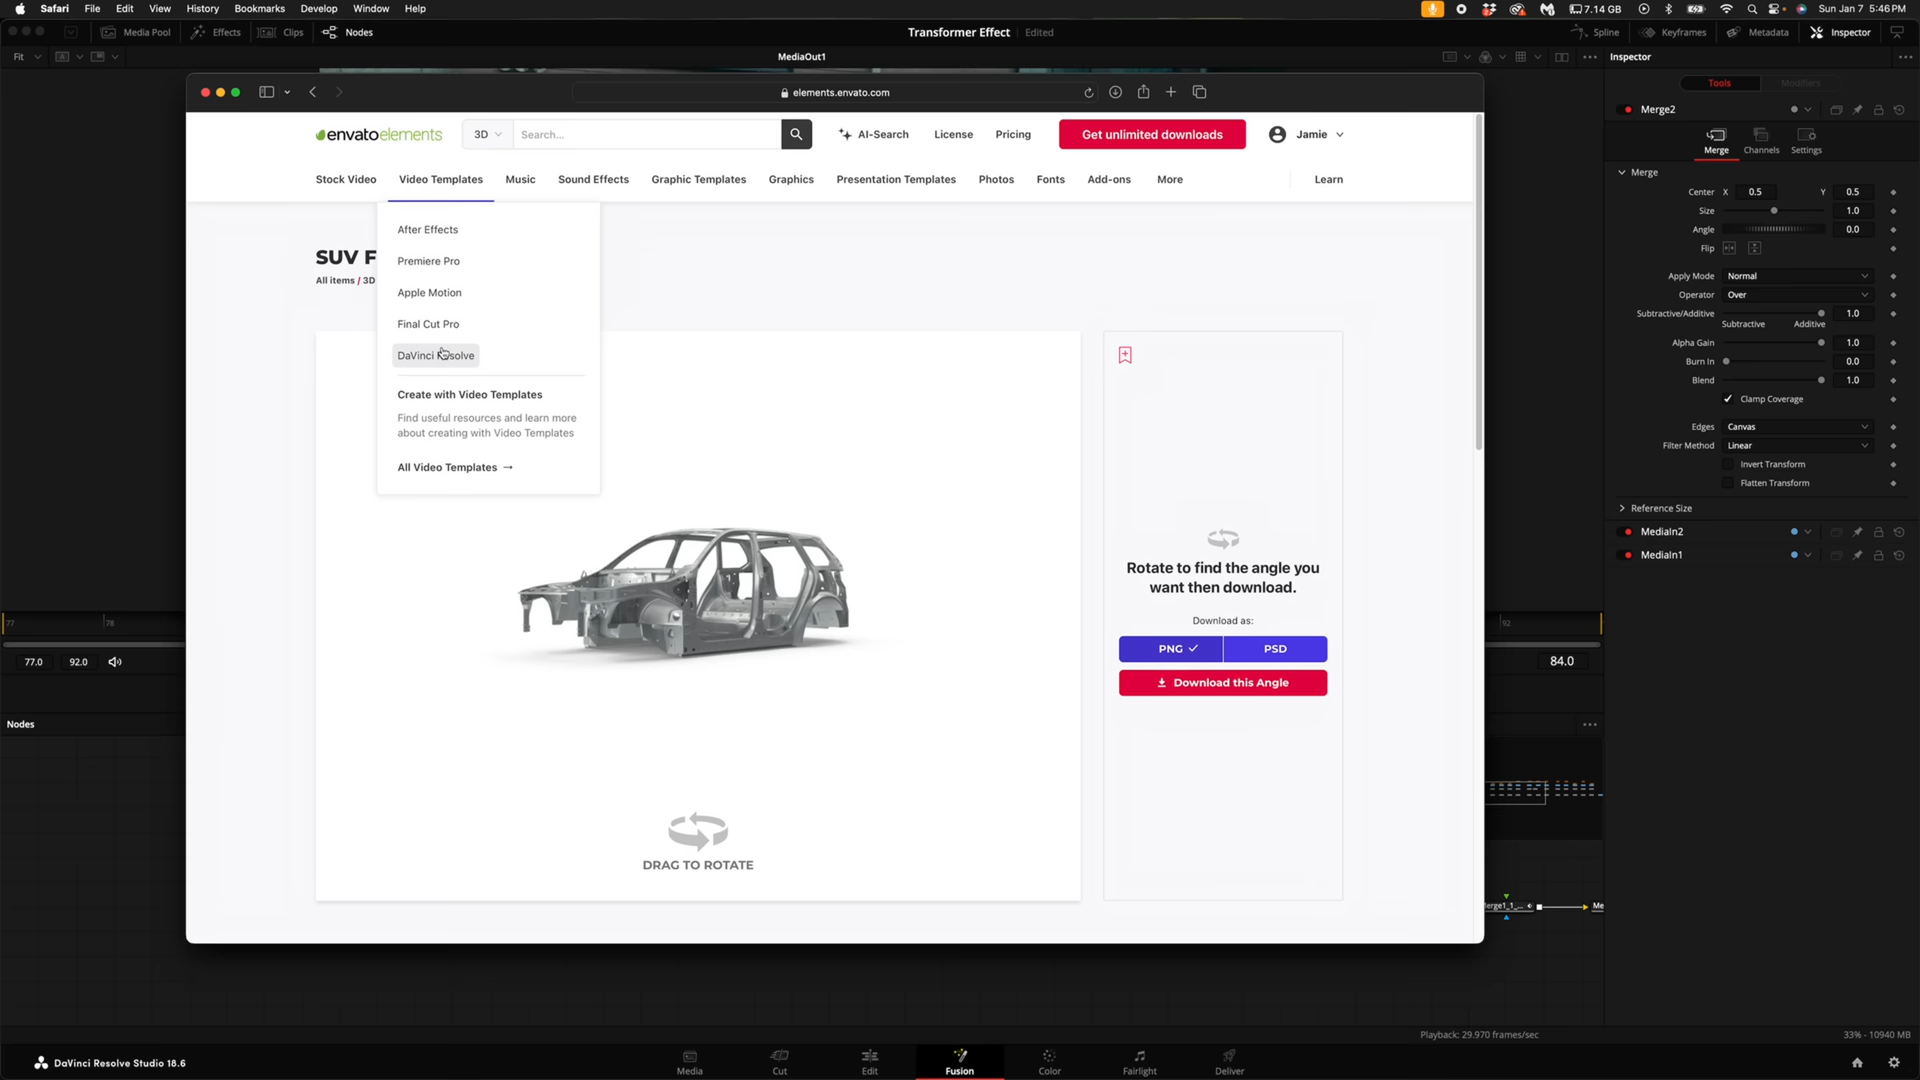 Safari File Edit View History Bookmarks Develop Window Help
7.14 GB
Sun Jan 7 5:46 PM
Media Pool
Effects
Clips
Nodes
Transformer Effect Edited
Spline
Keyframes
Metadata
Inspector
Fit
MediaOut1
Inspector
elements.envato.com
Tools
Modifiers
Merge2
envatoelements
3D
Search...
AI-Search
License
Pricing
Get unlimited downloads
Jamie
Merge Channels Settings
Stock Video
Video Templates
Music
Sound Effects
Graphic Templates
Graphics
Presentation Templates
Photos
Fonts
Add-ons
More
Learn
Merge
Center X 0.5 Y 0.5
Size 1.0
Angle 0.0
Flip
Apply Mode Normal
Operator Over
Subtractive/Additive 1.0
Subtractive Additive
Alpha Gain 1.0
Burn In 0.0
Blend 1.0
Clamp Coverage
Edges Canvas
Filter Method Linear
Invert Transform
Flatten Transform
Reference Size
MediaIn2
MediaIn1
After Effects
Premiere Pro
Apple Motion
Final Cut Pro
DaVinci Resolve
Create with Video Templates
Find useful resources and learn more
about creating with Video Templates
All Video Templates →
SUV F
All items / 3D
Rotate to find the angle you
want then download.
Download as:
PNG
PSD
Download this Angle
DRAG TO ROTATE
77
78
92
77.0
92.0
84.0
Nodes
Me
Playback: 29.970 frames/sec
33% - 10940 MB
DaVinci Resolve Studio 18.6
Media
Cut
Edit
Fusion
Color
Fairlight
Deliver